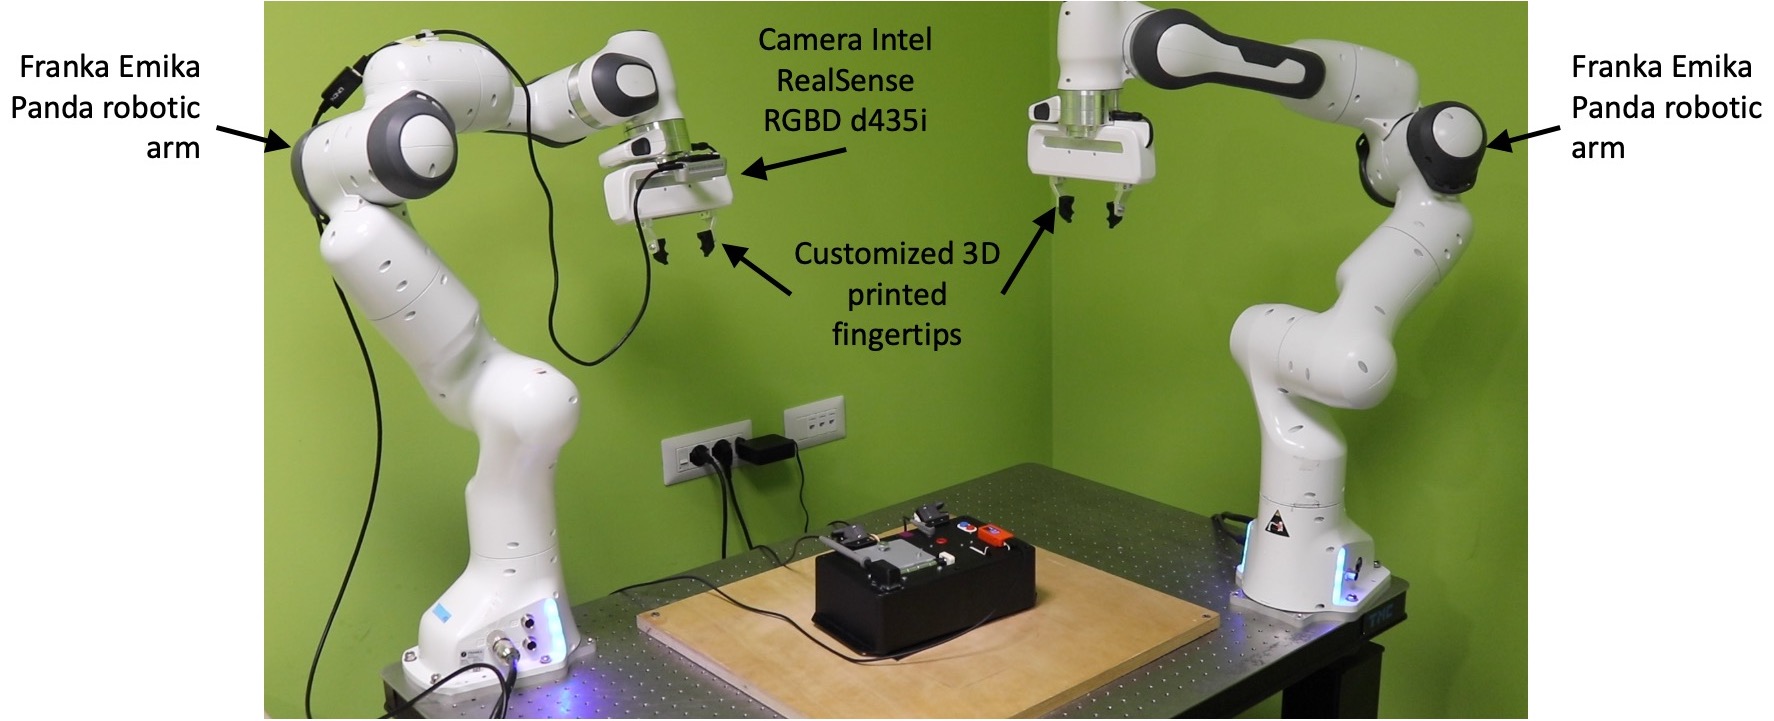 Franka Emika
Panda robotic
arm
Camera Intel
RealSense
RGBD d435i
Franka Emika
Panda robotic
arm
Customized 3D
printed
fingertips
TMC